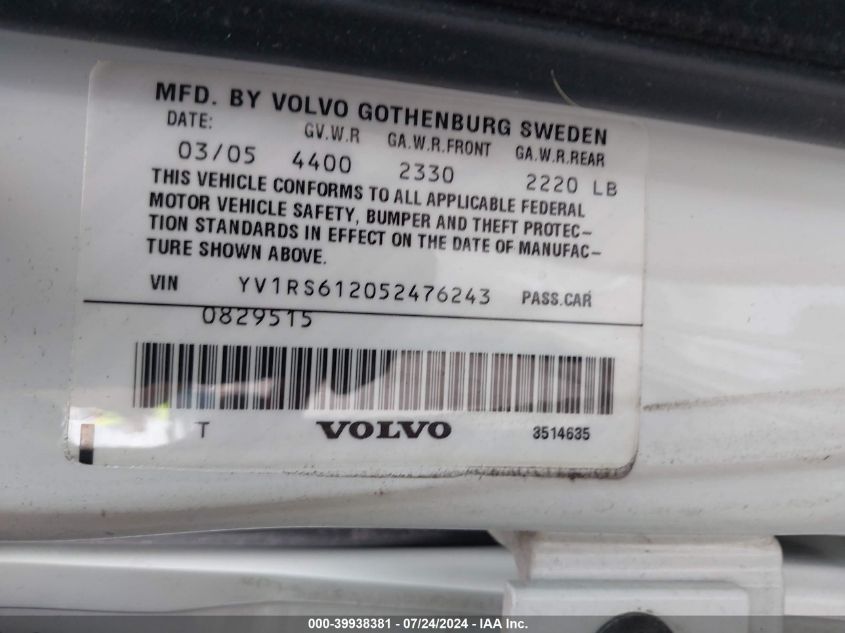 MFD. BY VOLVO GOTHENBURG SWEDEN
DATE: GV.W.R GA.W.R.FRONT GA.W.R.REAR
03/05 4400 2330 2220 LB
THIS VEHICLE CONFORMS TO ALL APPLICABLE FEDERAL
MOTOR VEHICLE SAFETY, BUMPER AND THEFT PROTEC-
TION STANDARDS IN EFFECT ON THE DATE OF MANUFAC-
TURE SHOWN ABOVE.
VIN YV1RS612052476243 PASS.CAR
0829515
T VOLVO 3514635
000-39938381 - 07/24/2024 - IAA Inc.